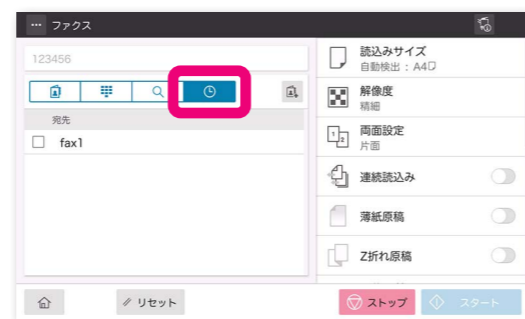 … ファクス
123456
宛先
fax1
読込みサイズ
自動検出 : A4
解像度
精細
両面設定
片面
連続読込み
薄紙原稿
Z折れ原稿
リセット
ストップ
スタート